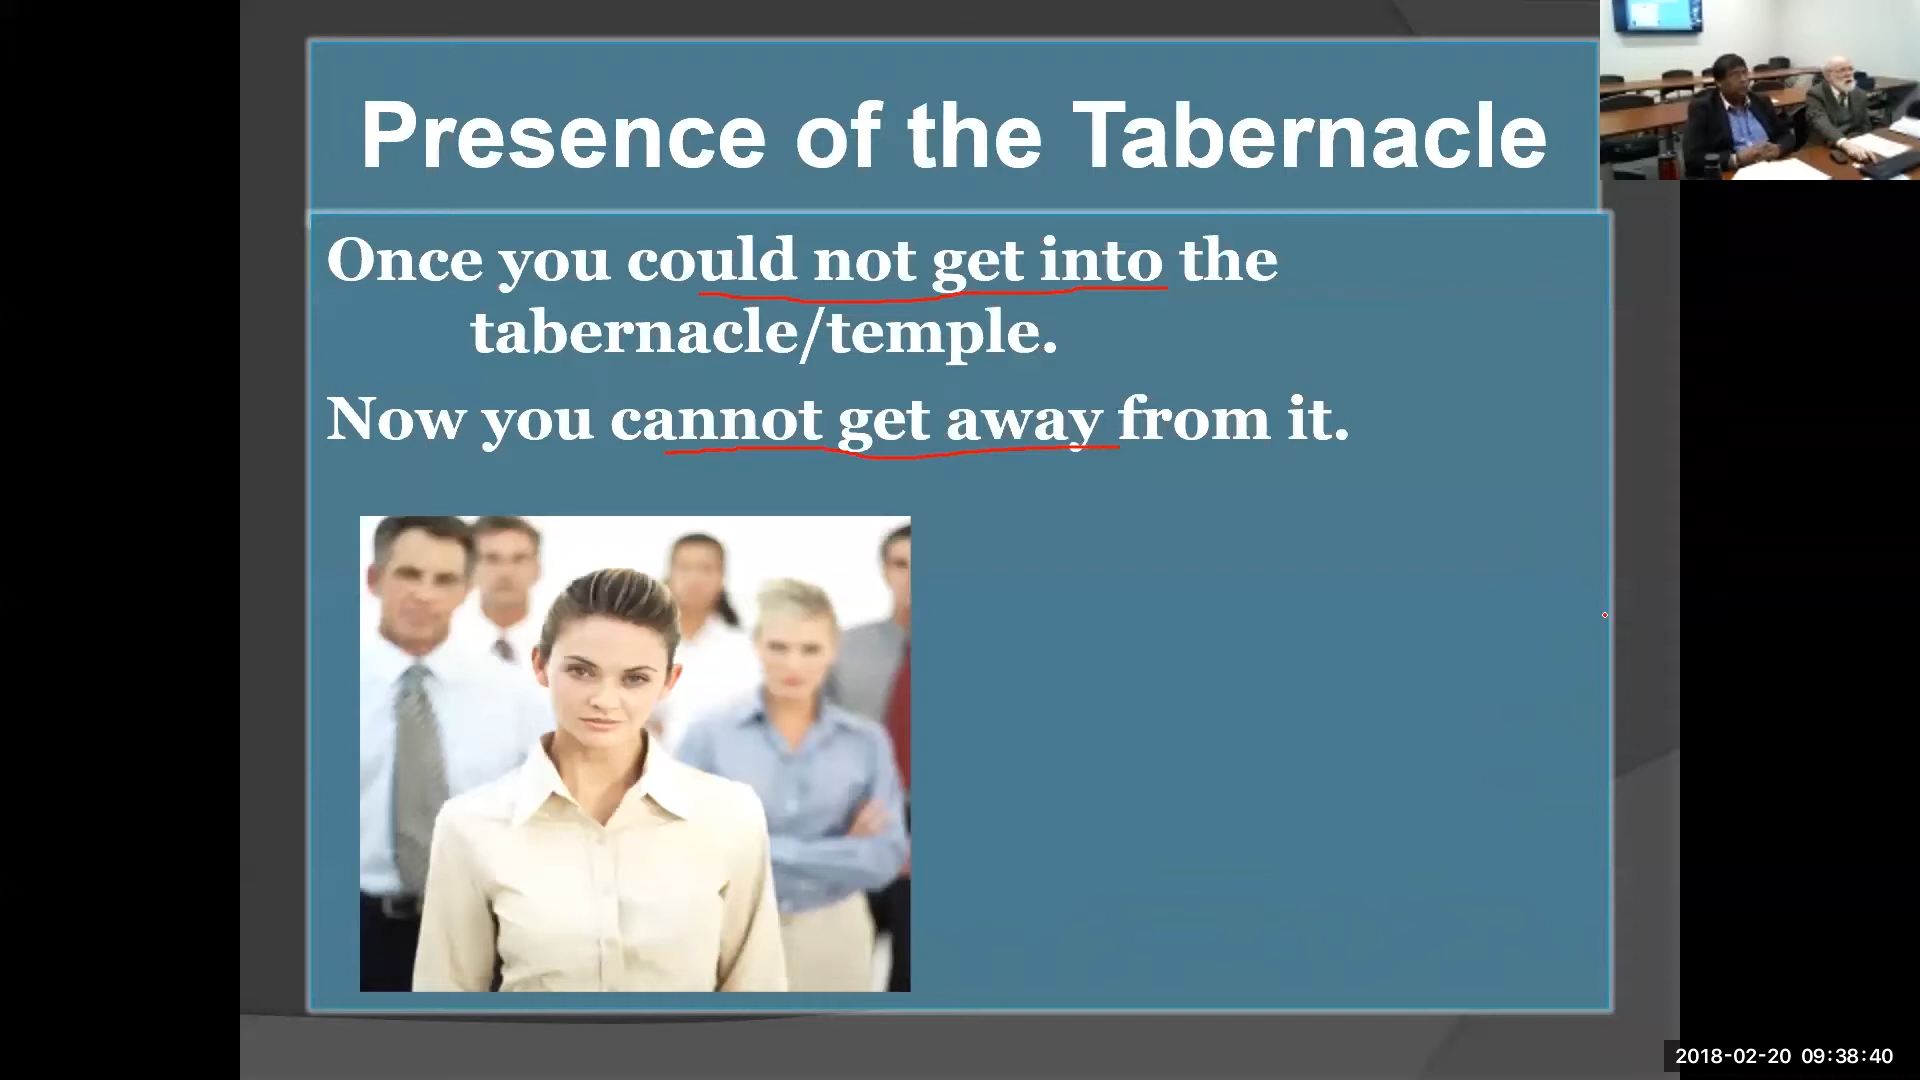 Presence of the Tabernacle
Once you could not get into the
tabernacle/temple.
Now you cannot get away from it.
2018-02-20 09:38:40